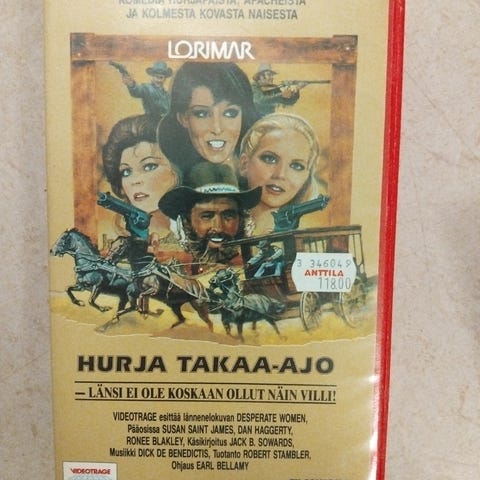 KOMEDIA HURJAPÄISTÄ, APACHEISTA
JA KOLMESTA KOVASTA NAISESTA
LORIMAR
3 346049
ANTTILA
118.00
HURJA TAKAA-AJO
— LÄNSI EI OLE KOSKAAN OLLUT NÄIN VILLI!
VIDEOTRAGE esittää lännenelokuvan DESPERATE WOMEN,
Pääosissa SUSAN SAINT JAMES, DAN HAGGERTY,
RONEE BLAKLEY, Käsikirjoitus JACK B. SOWARDS,
Musiikki DICK DE BENEDICTIS, Tuotanto ROBERT STAMBLER,
Ohjaus EARL BELLAMY
VIDEOTRAGE